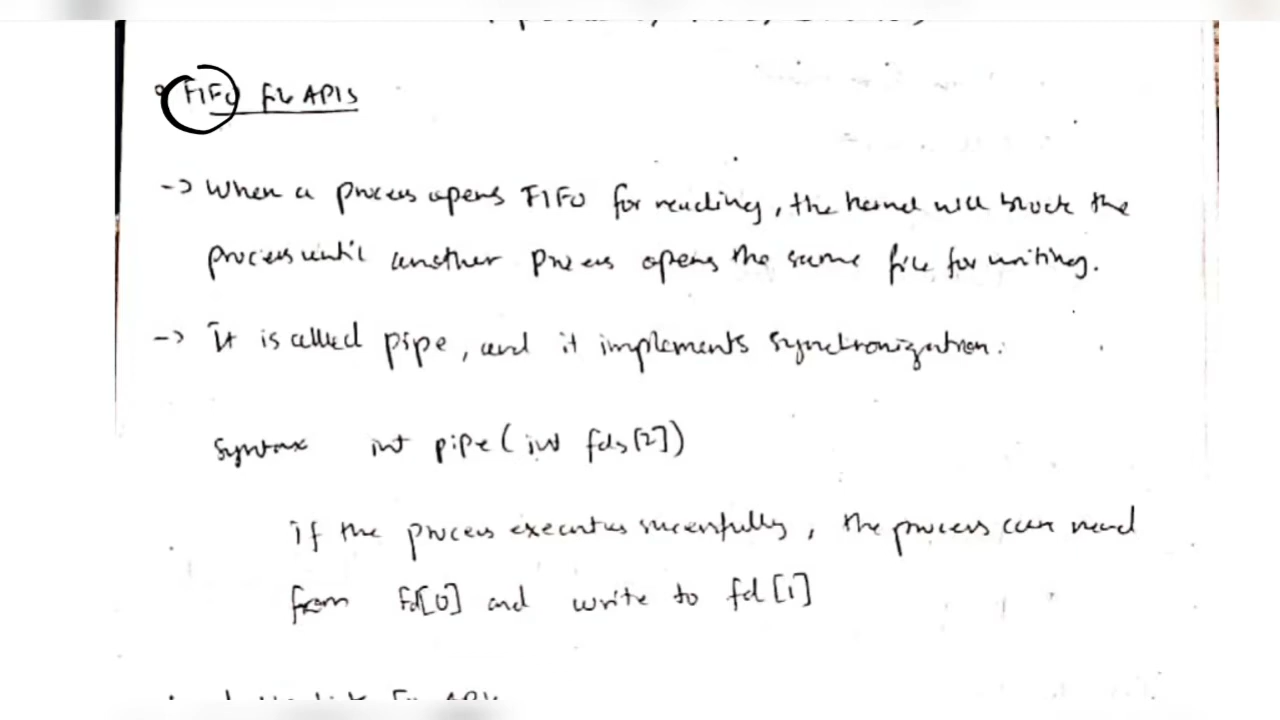 FIFO File APIs
-> When a process opens FIFO for reading, the kernel will block the
process until another process opens the same file for writing.
-> It is called pipe, and it implements synchronization.
Syntax int pipe(int fds[2])
if the process executes sucessfully, the process can read
from Fd[0] and write to fd[1]